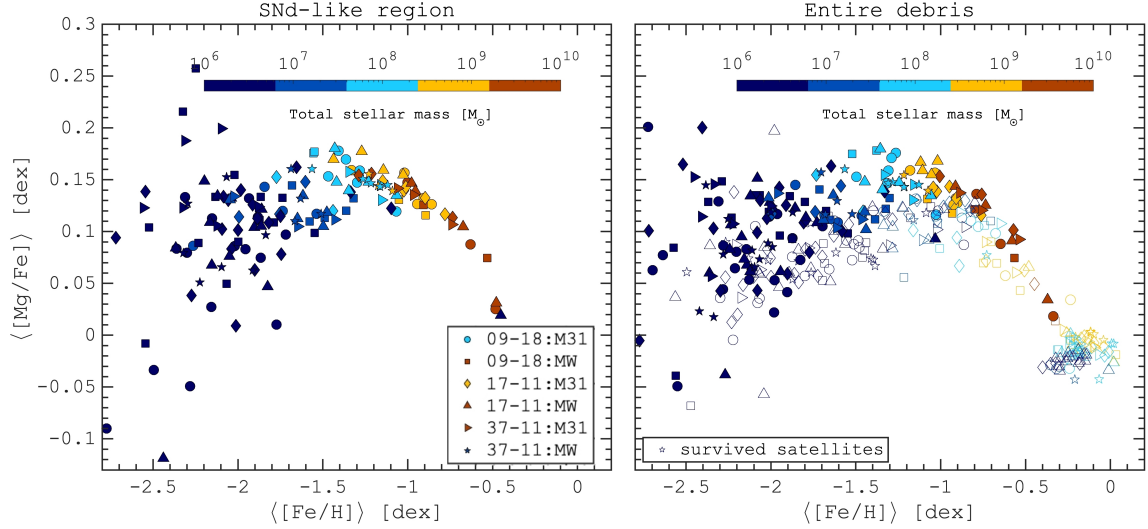 SNd-like region
Entire debris
0.3
0.25
0.2
0.15
0.1
0.05
0
-0.05
-0.1
⟨[Mg/Fe]⟩ [dex]
10^6 10^7 10^8 10^9 10^10
Total stellar mass [M⊙]
10^6 10^7 10^8 10^9 10^10
Total stellar mass [M⊙]
09-18:M31
09-18:MW
17-11:M31
17-11:MW
37-11:M31
37-11:MW
survived satellites
-2.5 -2 -1.5 -1 -0.5 0
-2.5 -2 -1.5 -1 -0.5 0
⟨[Fe/H]⟩ [dex]
⟨[Fe/H]⟩ [dex]